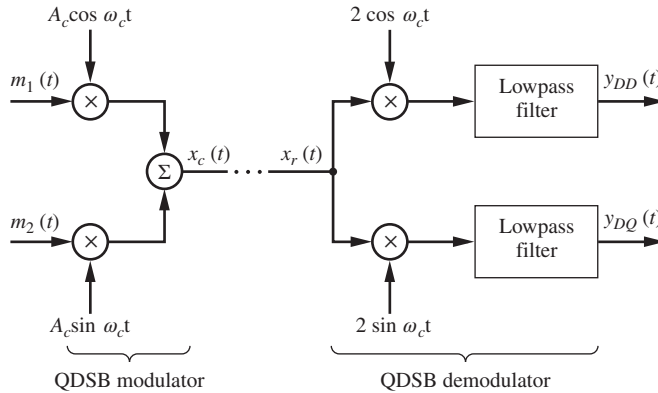 A_c cos ω_c t
2 cos ω_c t
m_1 (t)
×
×
Lowpass
filter
y_DD (t)
Σ
x_c (t)
. . .
x_r (t)
m_2 (t)
×
×
Lowpass
filter
y_DQ (t)
A_c sin ω_c t
2 sin ω_c t
QDSB modulator
QDSB demodulator